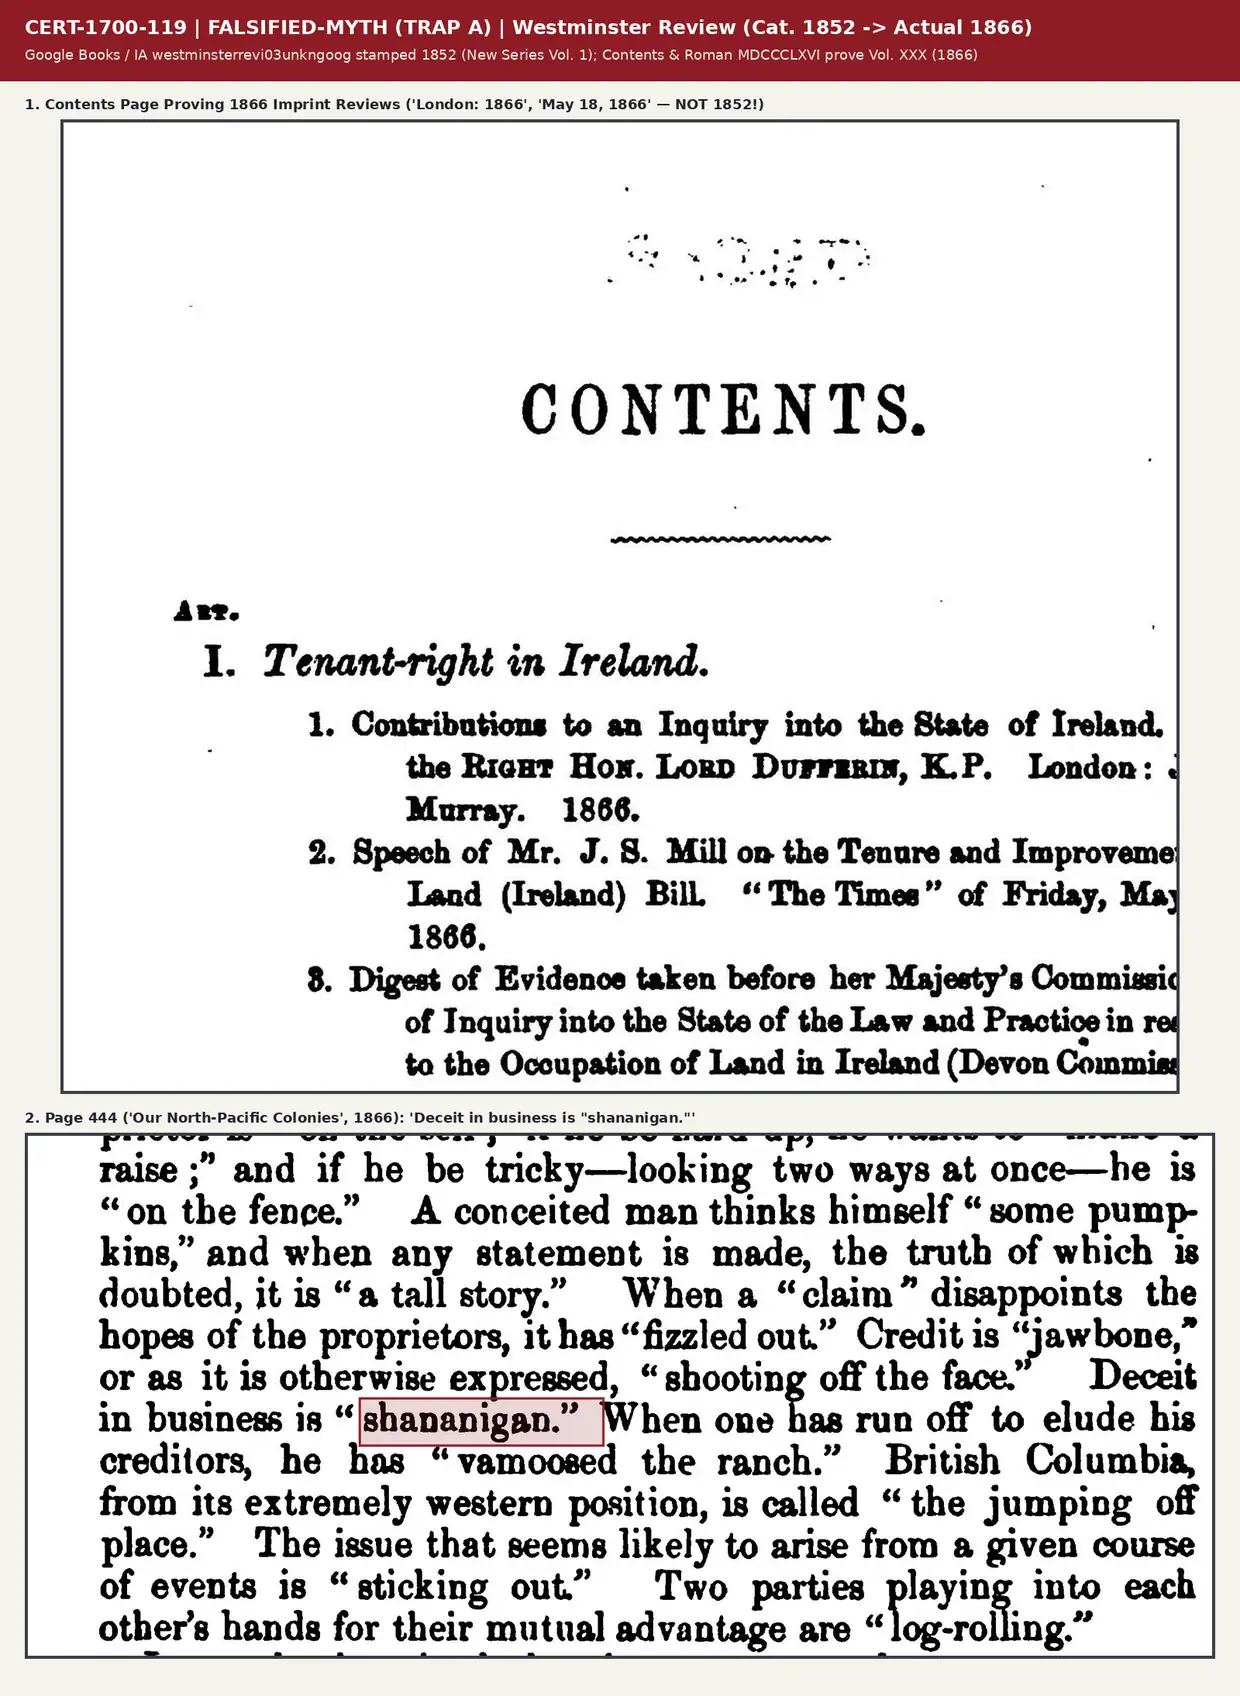 CERT-1700-119 | FALSIFIED-MYTH (TRAP A) | Westminster Review (Cat. 1852 -> Actual 1866)
Google Books / IA westminsterrevi03unkngoog stamped 1852 (New Series Vol. 1); Contents & Roman MDCCCLXVI prove Vol. XXX (1866)
1. Contents Page Proving 1866 Imprint Reviews ('London: 1866', 'May 18, 1866' — NOT 1852!)
CONTENTS.
ART.
I. Tenant-right in Ireland.
1. Contributions to an Inquiry into the State of Ireland.
the RIGHT HON. LORD DUFFERIN, K.P. London:
Murray. 1866.
2. Speech of Mr. J. S. Mill on the Tenure and Improveme
Land (Ireland) Bill. “The Times” of Friday, May
1866.
3. Digest of Evidence taken before her Majesty’s Commissio
of Inquiry into the State of the Law and Practice in res
to the Occupation of Land in Ireland (Devon Commiss
2. Page 444 ('Our North-Pacific Colonies', 1866): 'Deceit in business is "shananigan."'
raise;” and if he be tricky—looking two ways at once—he is
“on the fence.” A conceited man thinks himself “some pump-
kins,” and when any statement is made, the truth of which is
doubted, it is “a tall story.” When a “claim” disappoints the
hopes of the proprietors, it has “fizzled out.” Credit is “jawbone,”
or as it is otherwise expressed, “shooting off the face.” Deceit
in business is “shananigan.” When one has run off to elude his
creditors, he has “vamoosed the ranch.” British Columbia,
from its extremely western position, is called “the jumping off
place.” The issue that seems likely to arise from a given course
of events is “sticking out.” Two parties playing into each
other’s hands for their mutual advantage are “log-rolling.”